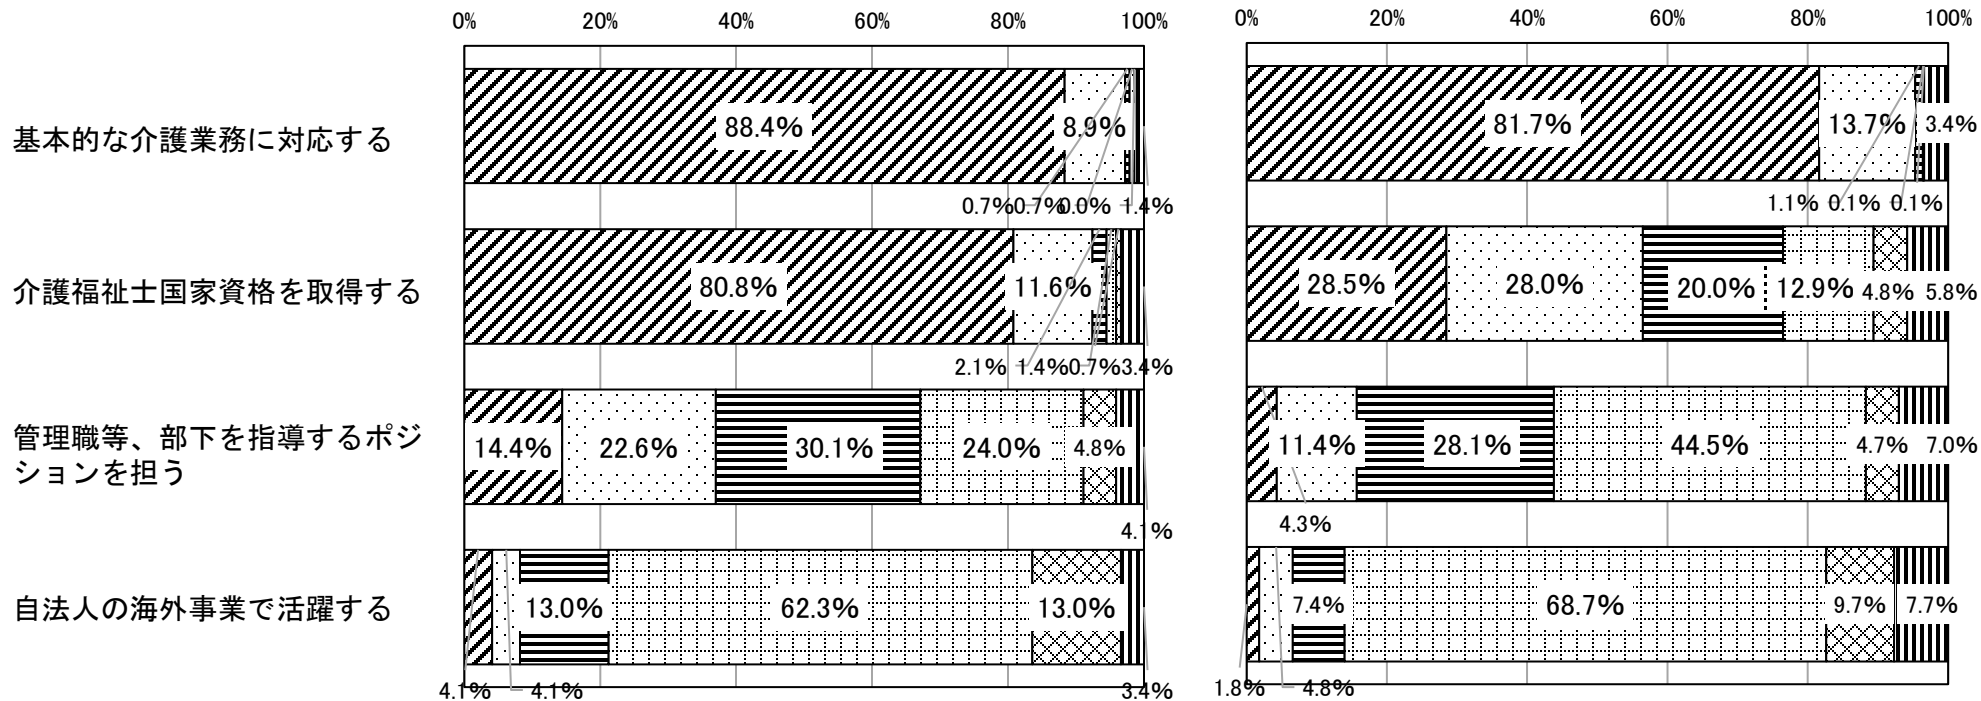 0% 20% 40% 60% 80% 100%
0% 20% 40% 60% 80% 100%
基本的な介護業務に対応する
88.4% 8.9%
0.7% 0.7% 0.0% 1.4%
81.7% 13.7% 3.4%
1.1% 0.1% 0.1%
介護福祉士国家資格を取得する
80.8% 11.6%
2.1% 1.4% 0.7% 3.4%
28.5% 28.0% 20.0% 12.9% 4.8% 5.8%
管理職等、部下を指導するポジ
ションを担う
14.4% 22.6% 30.1% 24.0% 4.8%
4.1%
11.4% 28.1% 44.5% 4.7% 7.0%
4.3%
自法人の海外事業で活躍する
13.0% 62.3% 13.0%
4.1% 4.1% 3.4%
7.4% 68.7% 9.7% 7.7%
1.8% 4.8%